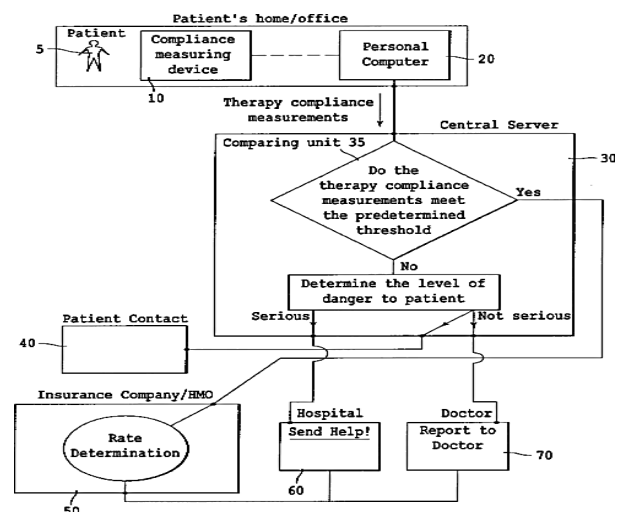 Patient's home/office
Patient
5
Compliance
measuring
device
10
Personal
Computer
20
Therapy compliance
measurements
Central Server
30
Comparing unit 35
Do the
therapy compliance
measurements meet
the predetermined
threshold
Yes
No
Determine the level of
danger to patient
Serious
Not serious
Patient Contact
40
Insurance Company/HMO
Rate
Determination
50
Hospital
Send Help!
60
Doctor
Report to
Doctor
70